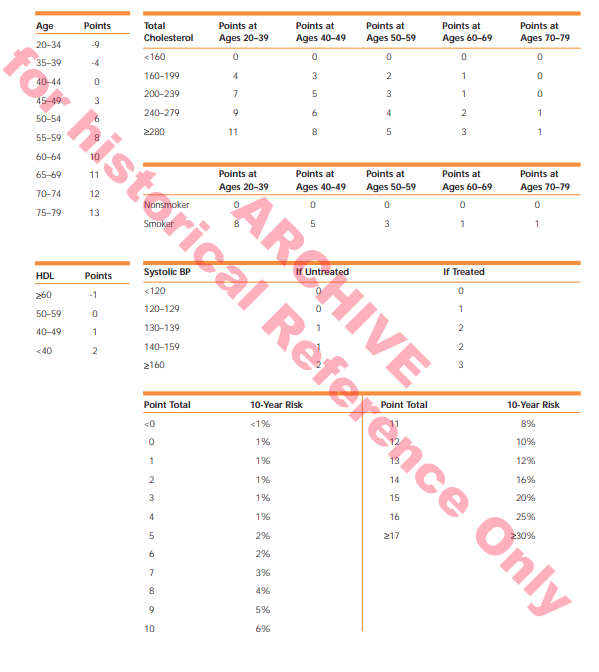 Age Points
20–34 -9
35–39 -4
40–44 0
45–49 3
50–54 6
55–59 8
60–64 10
65–69 11
70–74 12
75–79 13
Total Points at Points at Points at Points at Points at
Cholesterol Ages 20–39 Ages 40–49 Ages 50–59 Ages 60–69 Ages 70–79
<160 0 0 0 0 0
160–199 4 3 2 1 0
200–239 7 5 3 1 0
240–279 9 6 4 2 1
≥280 11 8 5 3 1
Points at Points at Points at Points at Points at
Ages 20–39 Ages 40–49 Ages 50–59 Ages 60–69 Ages 70–79
Nonsmoker 0 0 0 0 0
Smoker 8 5 3 1 1
HDL Points
≥60 -1
50–59 0
40–49 1
<40 2
Systolic BP If Untreated If Treated
<120 0 0
120–129 0 1
130–139 1 2
140–159 1 2
≥160 2 3
Point Total 10-Year Risk
<0 <1%
0 1%
1 1%
2 1%
3 1%
4 1%
5 2%
6 2%
7 3%
8 4%
9 5%
10 6%
Point Total 10-Year Risk
11 8%
12 10%
13 12%
14 16%
15 20%
16 25%
≥17 ≥30%
ARCHIVE
for historical Reference Only